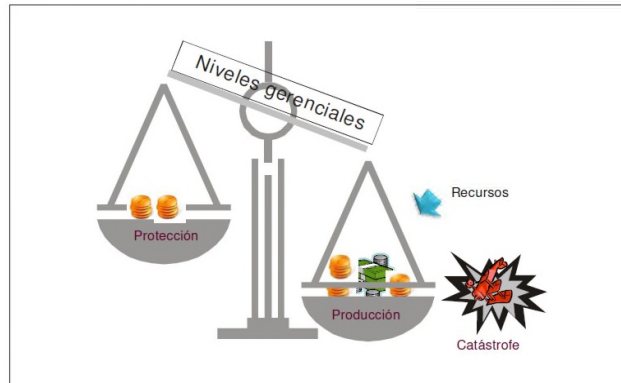 Niveles gerenciales
Recursos
Protección
Producción
Catástrofe